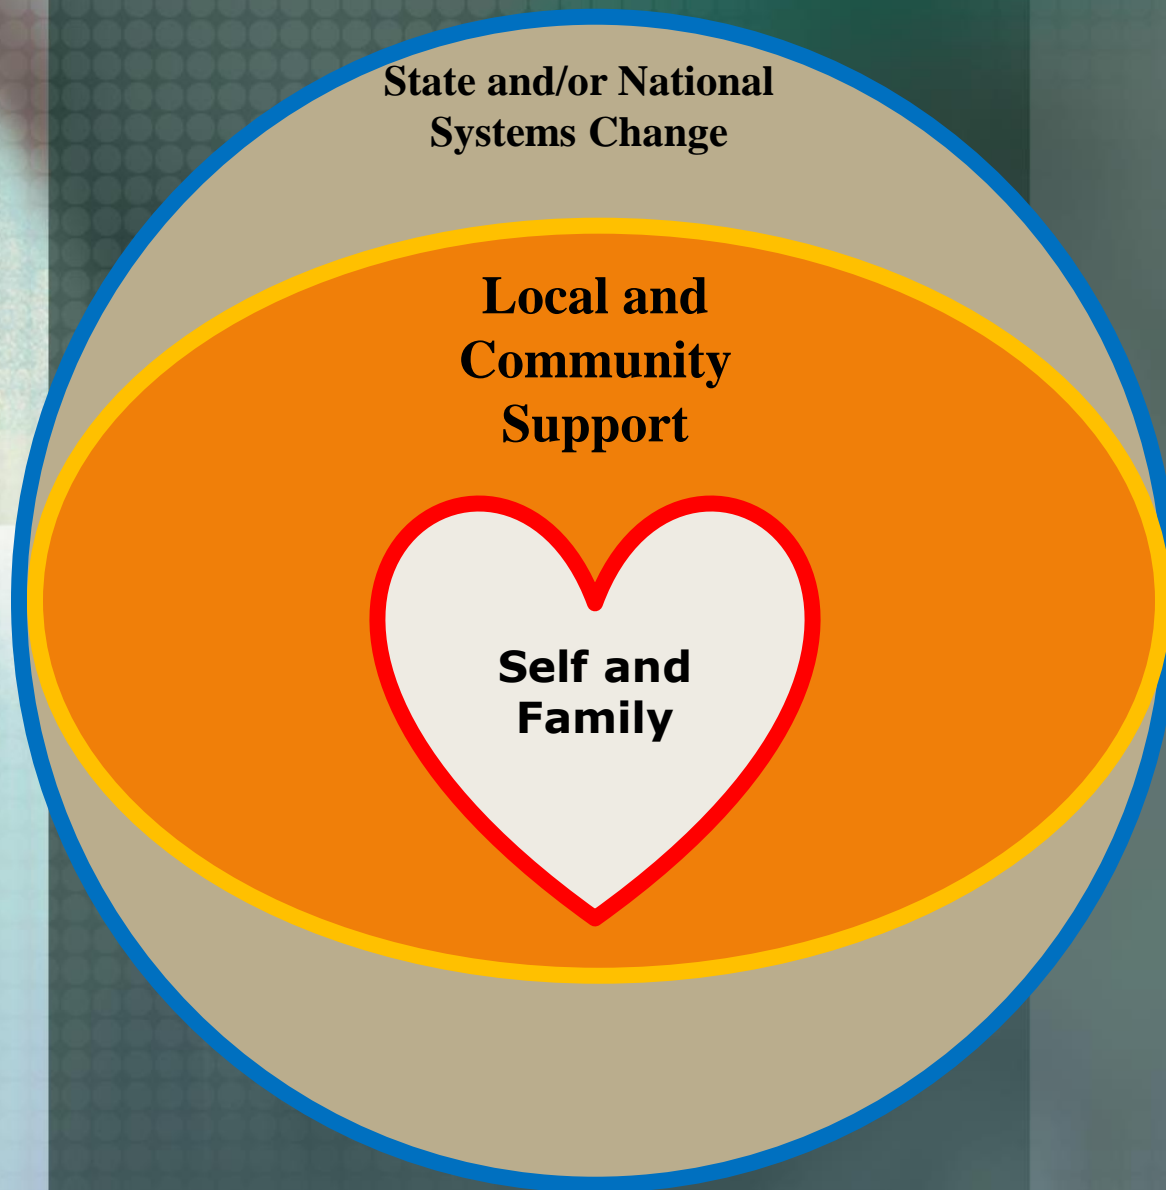 State and/or National
Systems Change
Local and
Community
Support
Self and
Family